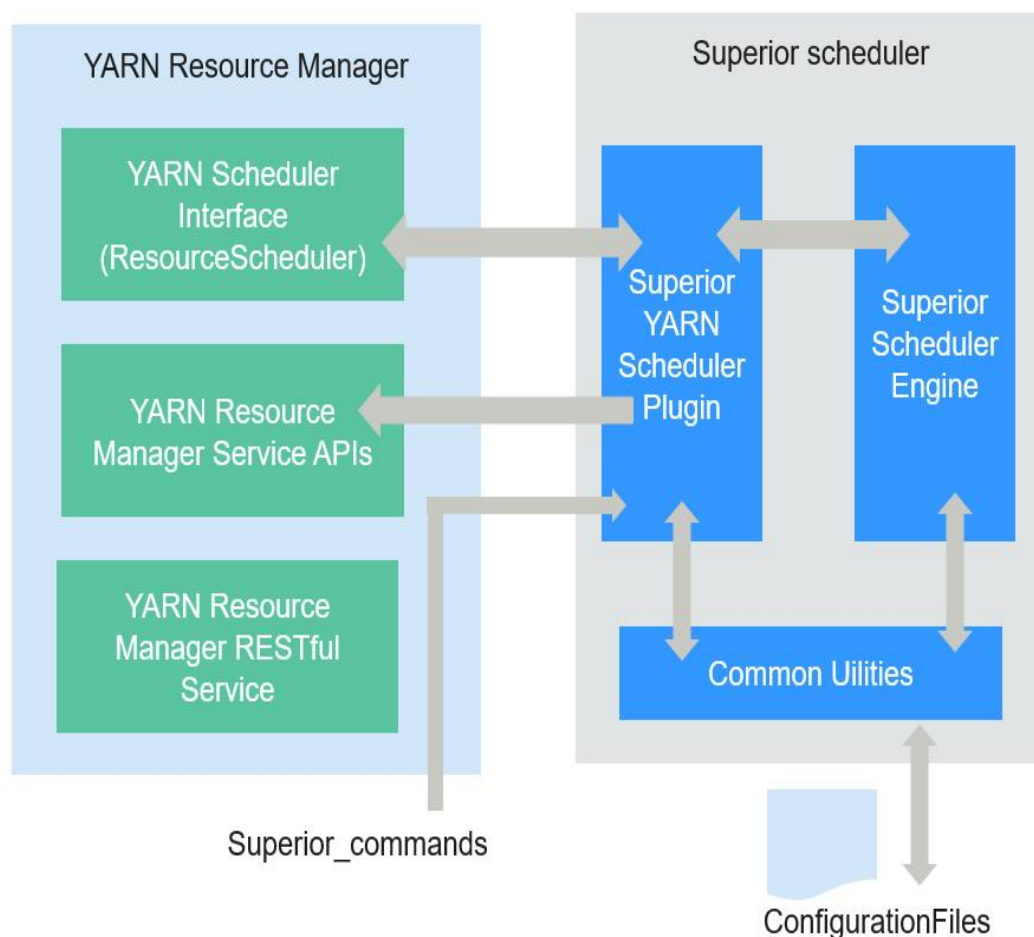 YARN Resource Manager
YARN Scheduler
Interface
(ResourceScheduler)
YARN Resource
Manager Service APIs
YARN Resource
Manager RESTful
Service
Superior_commands
Superior scheduler
Superior
YARN
Scheduler
Plugin
Superior
Scheduler
Engine
Common Uilities
ConfigurationFiles